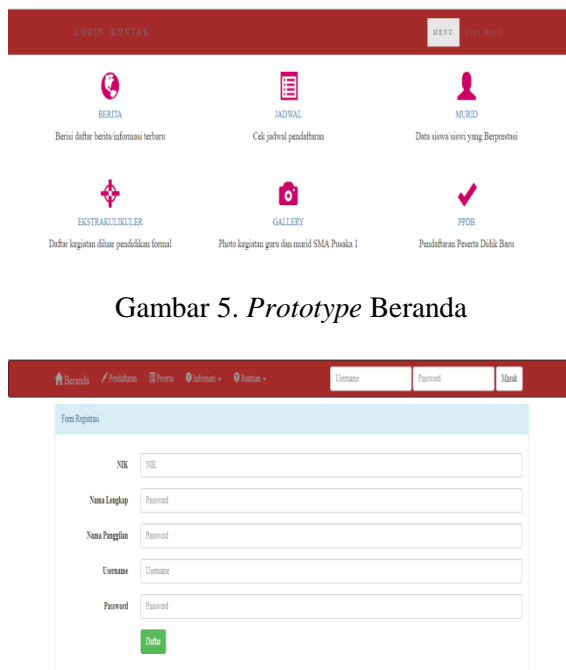 LOGIN KONTAK MENU VISI-MISI
BERITA JADWAL MURID
Berisi daftar berita/informasi terbaru Cek jadwal pendaftaran Data siswa/siswi yang Berprestasi
EKSTRAKULIKULER GALLERY PPDB
Daftar kegiatan diluar pendidikan formal Photo kegiatan guru dan murid SMA Pusaka 1 Pendaftaran Peserta Didik Baru
Gambar 5. Prototype Beranda
Beranda Pendaftaran Peserta Informasi Bantuan Username Password Masuk
Form Registrasi
NIK NIK
Nama Lengkap Password
Nama Panggilan Password
Username Username
Password Password
Daftar